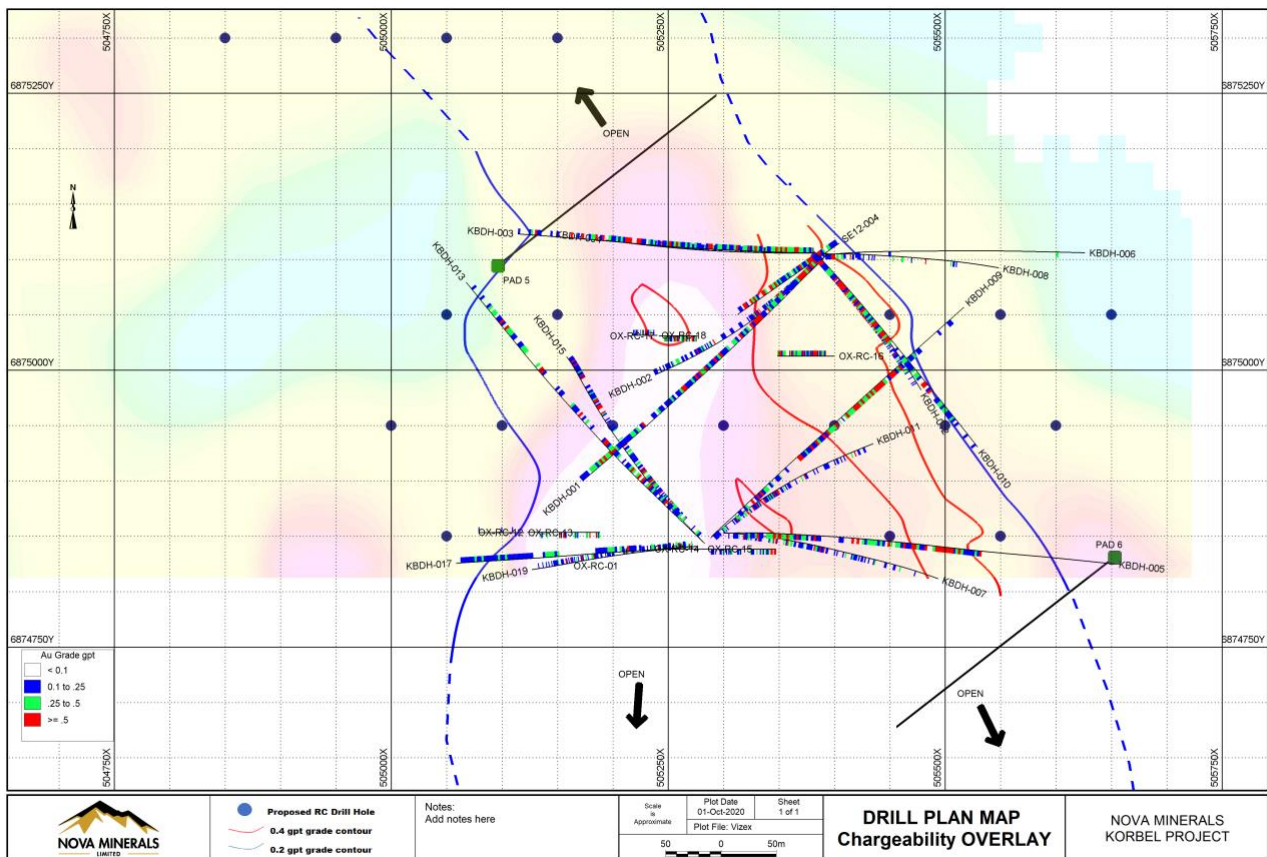 504750X
505000X
505250X
505500X
505750X
6875250Y
6875250Y
OPEN
N
KBDH-003
SE12-004
KBDH-006
KBDH-008
KBDH-013
PAD 5
KBDH-009
OX-RC-17
OX-RC-18
KBDH-015
OX-RC-16
6875000Y
6875000Y
KBDH-002
KBDH-011
KBDH-010
KBDH-001
OX-RC-12
OX-RC-13
OX-RC-14
OX-RC-15
PAD 6
KBDH-017
KBDH-019
OX-RC-01
KBDH-005
KBDH-007
6874750Y
6874750Y
Au Grade gpt
< 0.1
0.1 to .25
.25 to .5
>= .5
OPEN
OPEN
504750X
505000X
505250X
505500X
505750X
NOVA MINERALS
LIMITED
Proposed RC Drill Hole
0.4 gpt grade contour
0.2 gpt grade contour
Notes:
Add notes here
Scale
is
Approximate
Plot Date
01-Oct-2020
Sheet
1 of 1
Plot File: Vizex
50 0 50m
DRILL PLAN MAP
Chargeability OVERLAY
NOVA MINERALS
KORBEL PROJECT